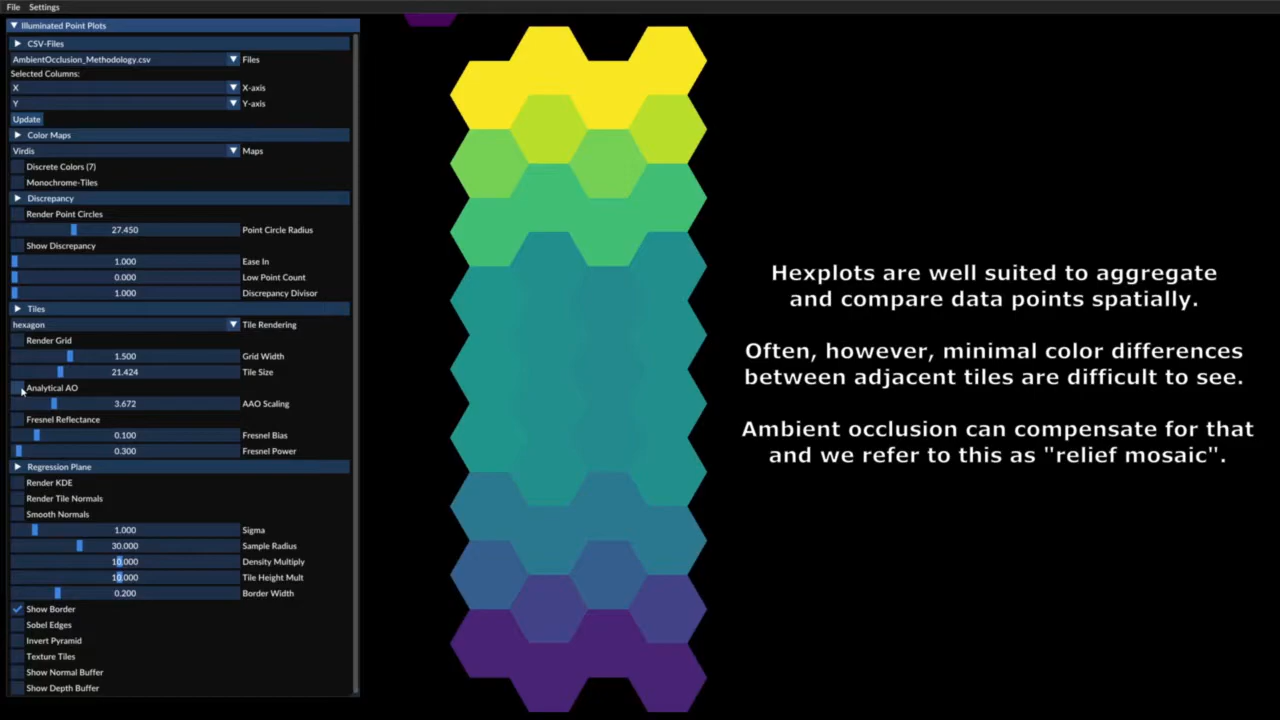 File Settings
Illuminated Point Plots
CSV-Files
AmbientOcclusion_Methodology.csv Files
Selected Columns:
X X-axis
Y Y-axis
Update
Color Maps
Virdis Maps
Discrete Colors (7)
Monochrome-Tiles
Discrepancy
Render Point Circles
27.450 Point Circle Radius
Show Discrepancy
1.000 Ease In
0.000 Low Point Count
1.000 Discrepancy Divisor
Tiles
hexagon Tile Rendering
Render Grid
1.500 Grid Width
21.424 Tile Size
Analytical AO
3.672 AAO Scaling
Fresnel Reflectance
0.100 Fresnel Bias
0.300 Fresnel Power
Regression Plane
Render KDE
Render Tile Normals
Smooth Normals
1.000 Sigma
30.000 Sample Radius
10.000 Density Multiply
10.000 Tile Height Mult
0.200 Border Width
Show Border
Sobel Edges
Invert Pyramid
Texture Tiles
Show Normal Buffer
Show Depth Buffer
Hexplots are well suited to aggregate
and compare data points spatially.
Often, however, minimal color differences
between adjacent tiles are difficult to see.
Ambient occlusion can compensate for that
and we refer to this as "relief mosaic".